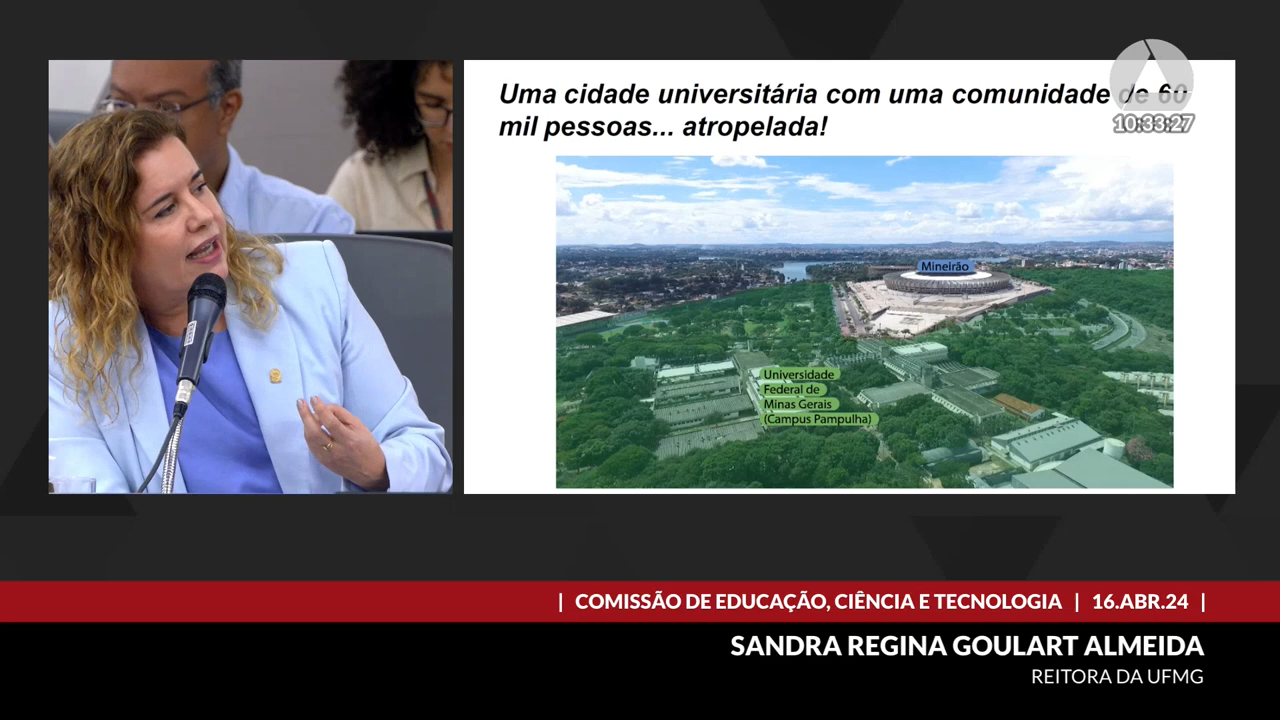 Uma cidade universitária com uma comunidade de 60
mil pessoas... atropelada!
10:33:27
Mineirão
Universidade
Federal de
Minas Gerais
(Campus Pampulha)
| COMISSÃO DE EDUCAÇÃO, CIÊNCIA E TECNOLOGIA | 16.ABR.24 |
SANDRA REGINA GOULART ALMEIDA
REITORA DA UFMG